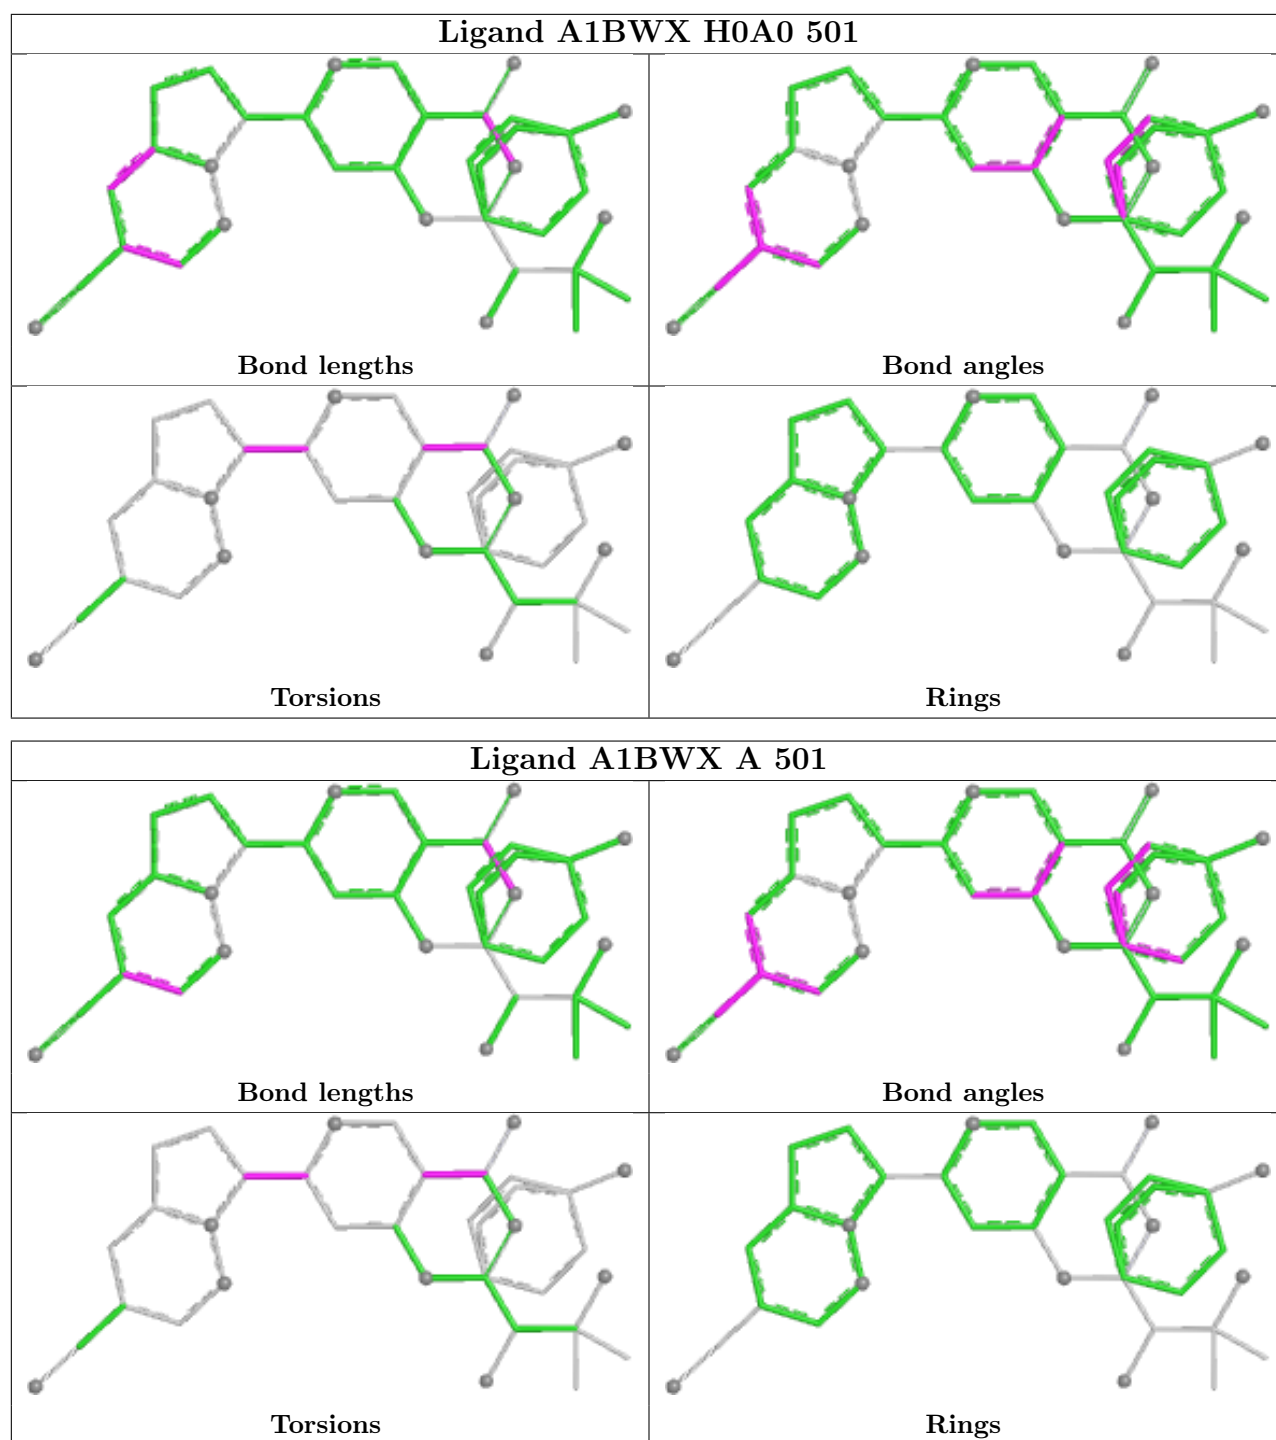 Ligand A1BWX H0A0 501
Bond lengths
Bond angles
Torsions
Rings
Ligand A1BWX A 501
Bond lengths
Bond angles
Torsions
Rings